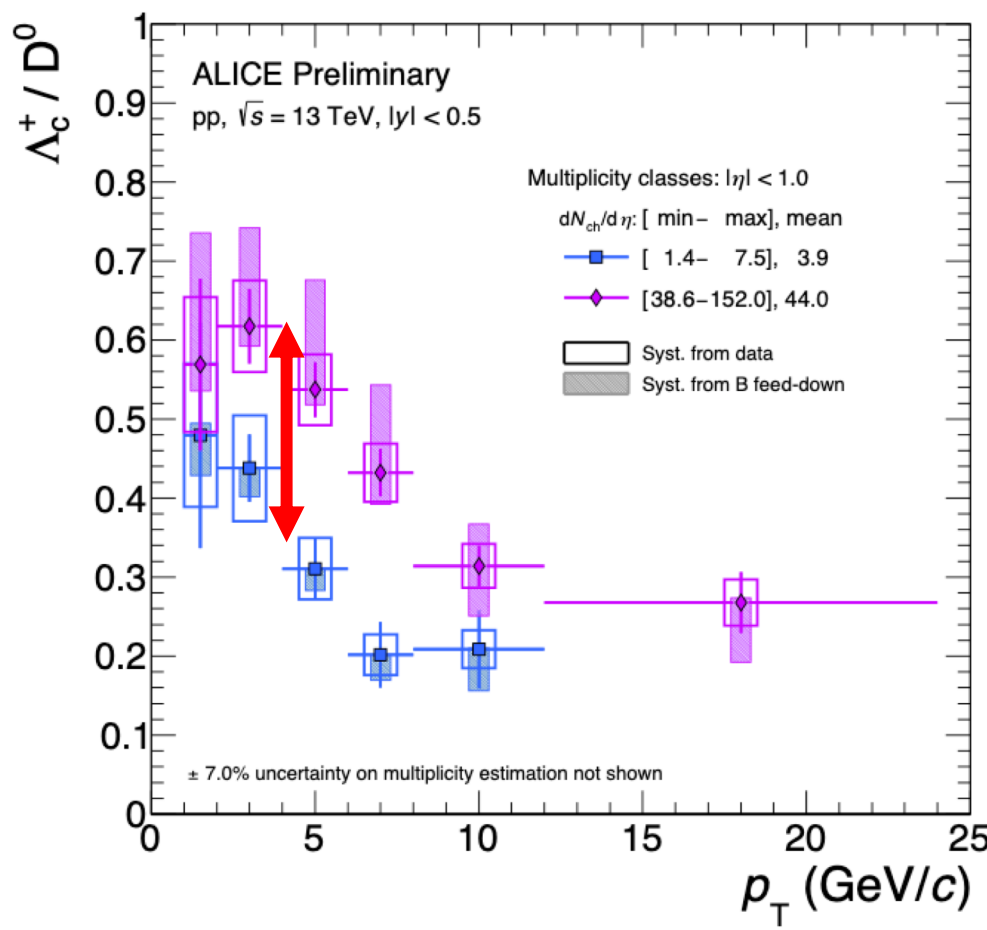 Λc+ / D0
ALICE Preliminary
pp, √s = 13 TeV, |y| < 0.5
Multiplicity classes: |η| < 1.0
dNch/dη: [ min− max], mean
[ 1.4− 7.5], 3.9
[38.6−152.0], 44.0
Syst. from data
Syst. from B feed-down
± 7.0% uncertainty on multiplicity estimation not shown
1
0.9
0.8
0.7
0.6
0.5
0.4
0.3
0.2
0.1
0
0 5 10 15 20 25
pT (GeV/c)